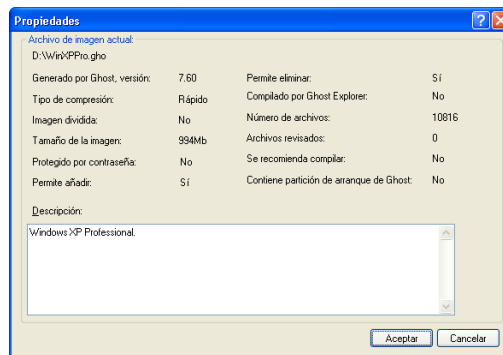 Propiedades
Archivo de imagen actual:
D:\WinXPPro.gho
Generado por Ghost, versión: 7.60 Permite eliminar: Sí
Tipo de compresión: Rápido Compilado por Ghost Explorer: No
Imagen dividida: No Número de archivos: 10816
Tamaño de la imagen: 994Mb Archivos revisados: 0
Protegido por contraseña: No Se recomienda compilar: No
Permite añadir: Sí Contiene partición de arranque de Ghost: No
Descripción:
Windows XP Professional.
Aceptar Cancelar